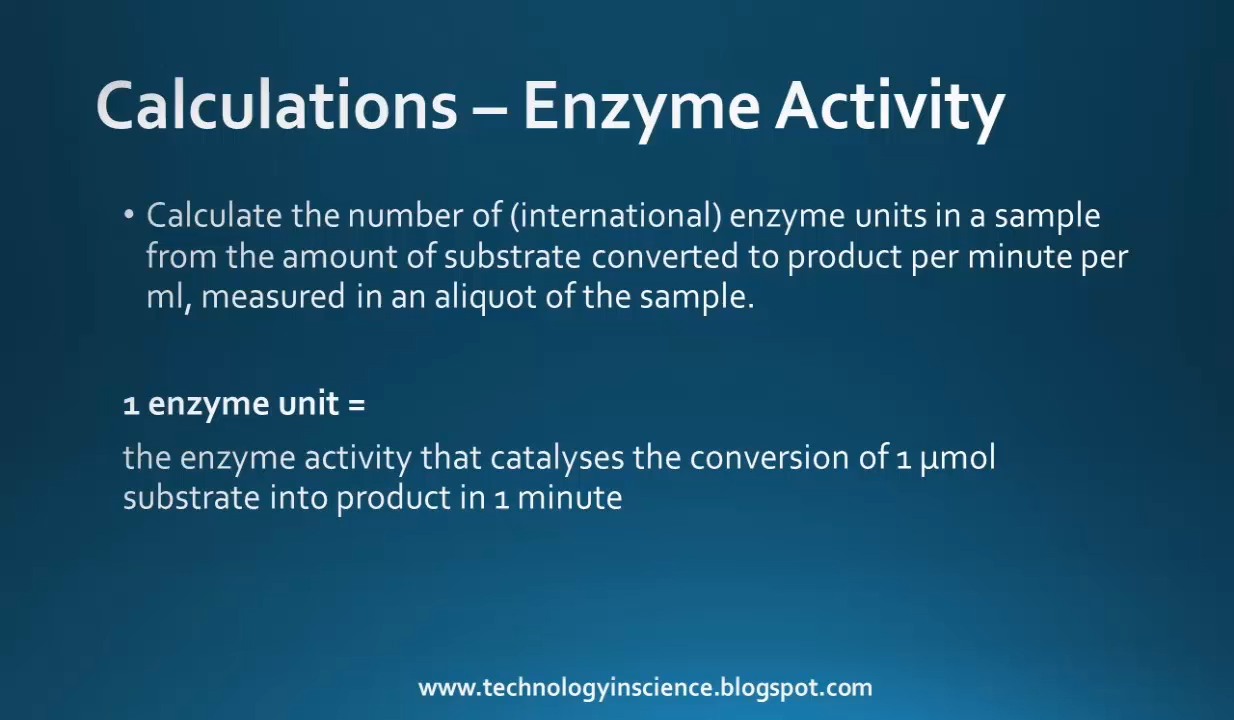 Calculations – Enzyme Activity
• Calculate the number of (international) enzyme units in a sample
from the amount of substrate converted to product per minute per
ml, measured in an aliquot of the sample.
1 enzyme unit =
the enzyme activity that catalyses the conversion of 1 µmol
substrate into product in 1 minute
www.technologyinscience.blogspot.com